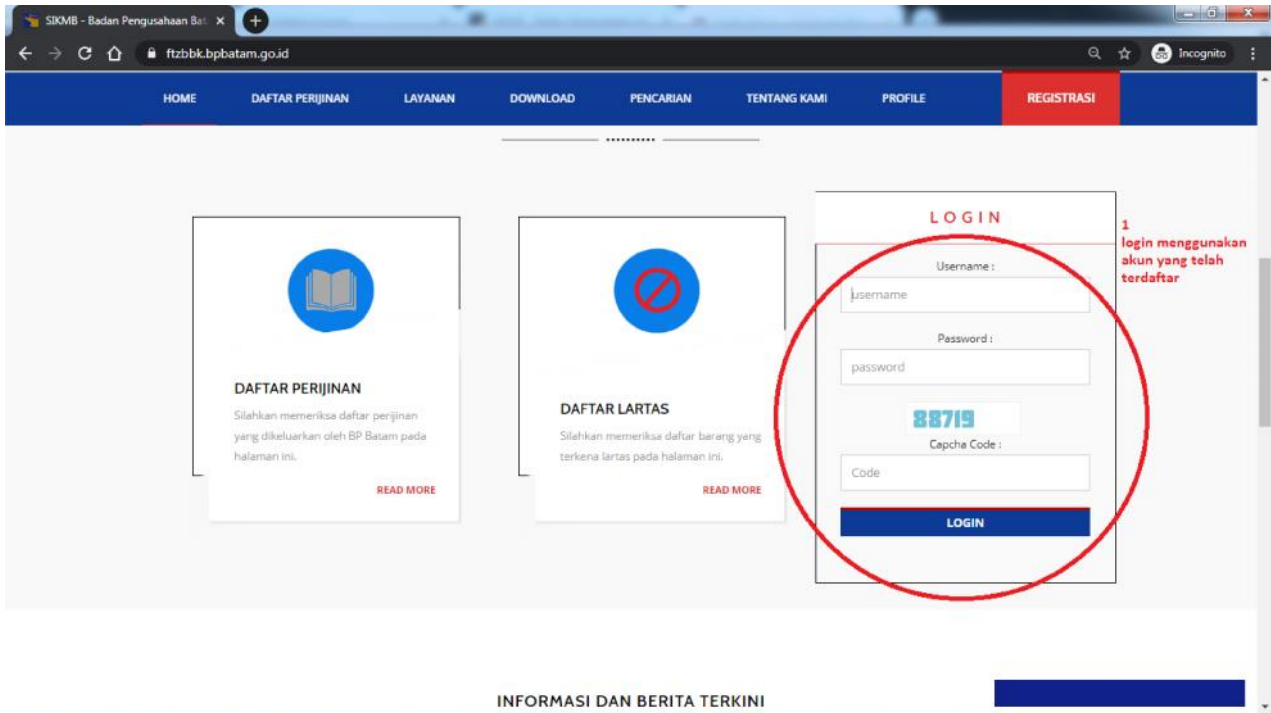 SIKMB - Badan Pengusahaan Bat
ftzbbk.bpbatam.go.id
Incognito
HOME DAFTAR PERIJINAN LAYANAN DOWNLOAD PENCARIAN TENTANG KAMI PROFILE REGISTRASI
DAFTAR PERIJINAN
Silahkan memeriksa daftar perijinan
yang dikeluarkan oleh BP Batam pada
halaman ini.
READ MORE
DAFTAR LARTAS
Silahkan memeriksa daftar barang yang
terkena lartas pada halaman ini.
READ MORE
LOGIN
Username :
username
Password :
password
88719
Capcha Code :
Code
LOGIN
1
login menggunakan
akun yang telah
terdaftar
INFORMASI DAN BERITA TERKINI